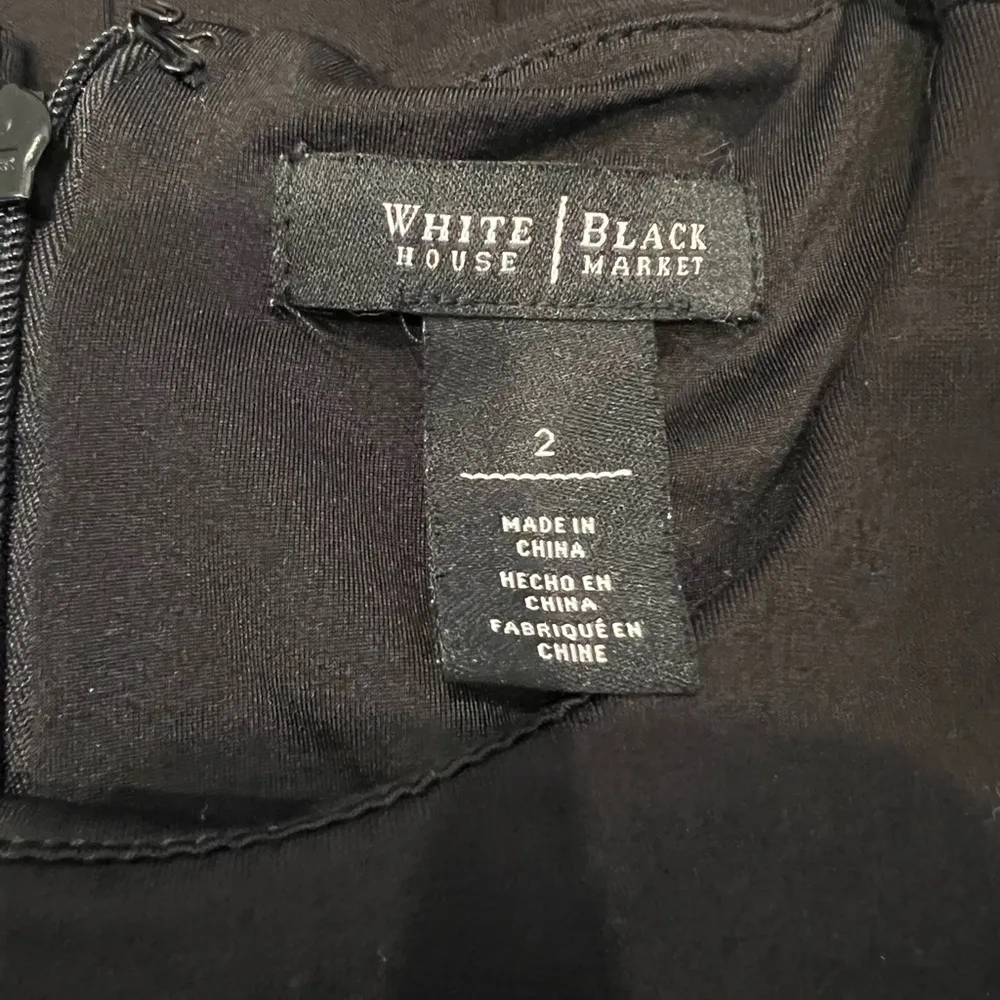 WHITE | BLACK
HOUSE | MARKET
2
MADE IN
CHINA
HECHO EN
CHINA
FABRIQUÉ EN
CHINE